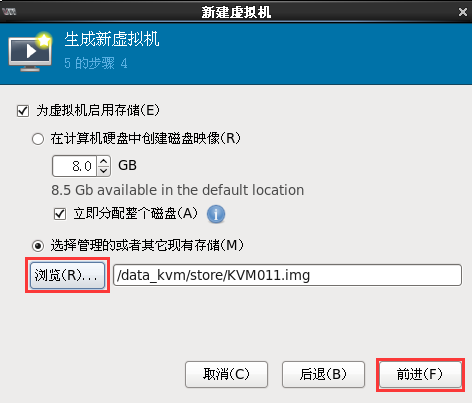 新建虚拟机
生成新虚拟机
5 的步骤 4
为虚拟机启用存储(E)
在计算机硬盘中创建磁盘映像(R)
8.0 GB
8.5 Gb available in the default location
立即分配整个磁盘(A)
选择管理的或者其它现有存储(M)
浏览(R)... /data_kvm/store/KVM011.img
取消(C) 后退(B) 前进(F)